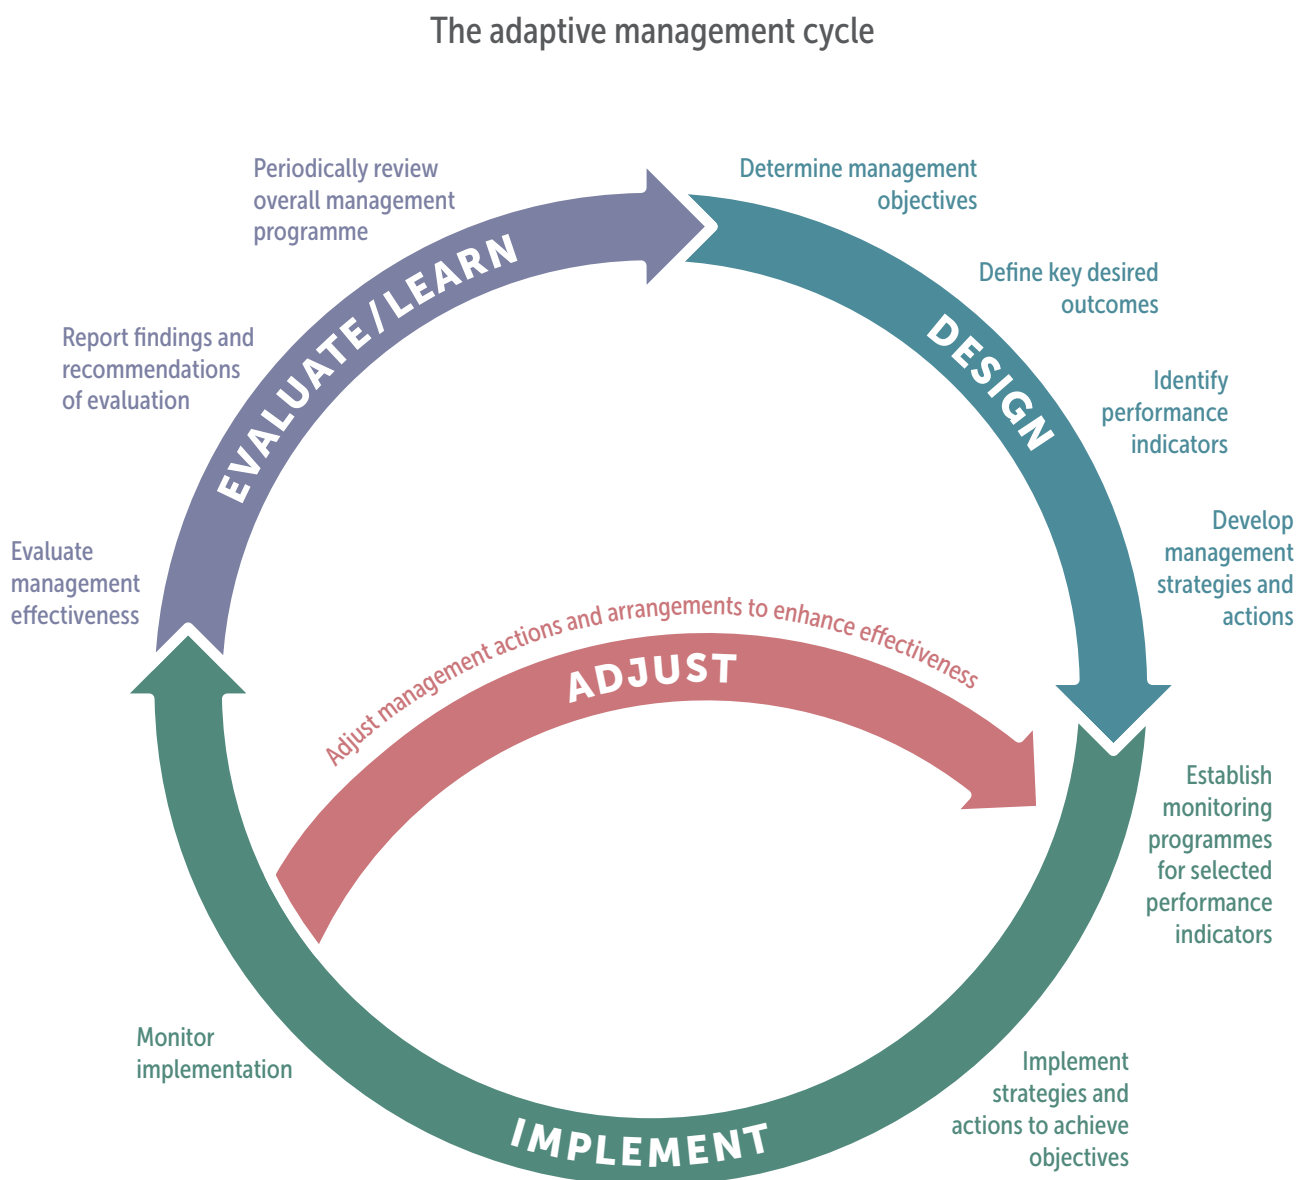 The adaptive management cycle
Periodically review
overall management
programme
Determine management
objectives
EVALUATE/LEARN
Define key desired
outcomes
DESIGN
Report findings and
recommendations
of evaluation
Identify
performance
indicators
Evaluate
management
effectiveness
Develop
management
strategies and
actions
Adjust management actions and arrangements to enhance effectiveness
ADJUST
Establish
monitoring
programmes
for selected
performance
indicators
Monitor
implementation
Implement
strategies and
actions to achieve
objectives
IMPLEMENT